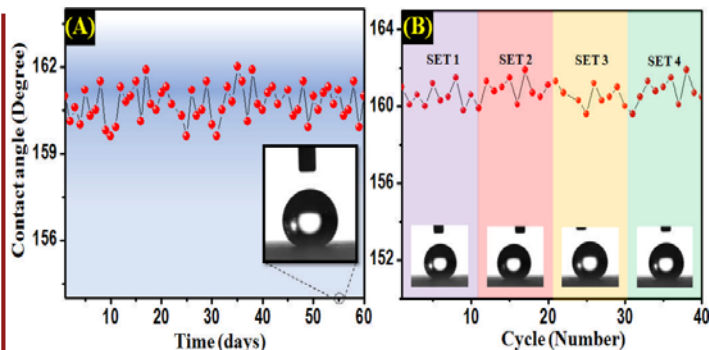 (A)
Contact angle (Degree)
162
159
156
10 20 30 40 50 60
Time (days)
(B)
164
160
156
152
SET 1 SET 2 SET 3 SET 4
0 10 20 30 40
Cycle (Number)